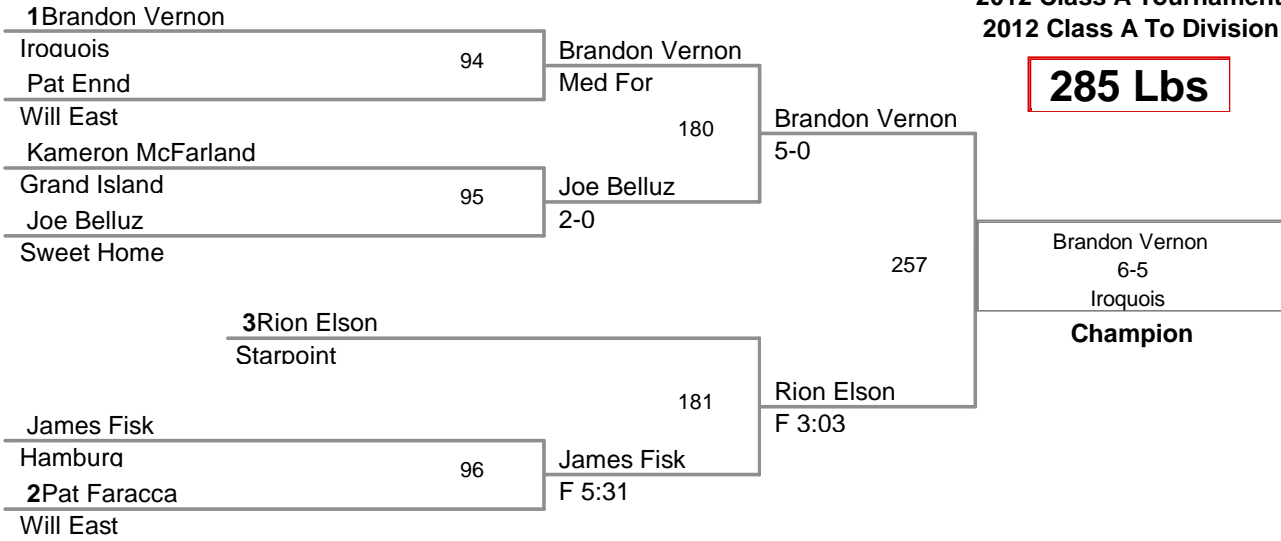 2012 Class A Tournament
2012 Class A To Division
285 Lbs
1Brandon Vernon
Iroquois
94
Pat Ennd
Will East
Brandon Vernon
Med For
180
Kameron McFarland
Grand Island
95
Joe Belluz
Sweet Home
Joe Belluz
2-0
Brandon Vernon
5-0
257
Brandon Vernon
6-5
Iroquois
Champion
3Rion Elson
Starpoint
181
Rion Elson
F 3:03
James Fisk
Hamburg
96
2Pat Faracca
Will East
James Fisk
F 5:31